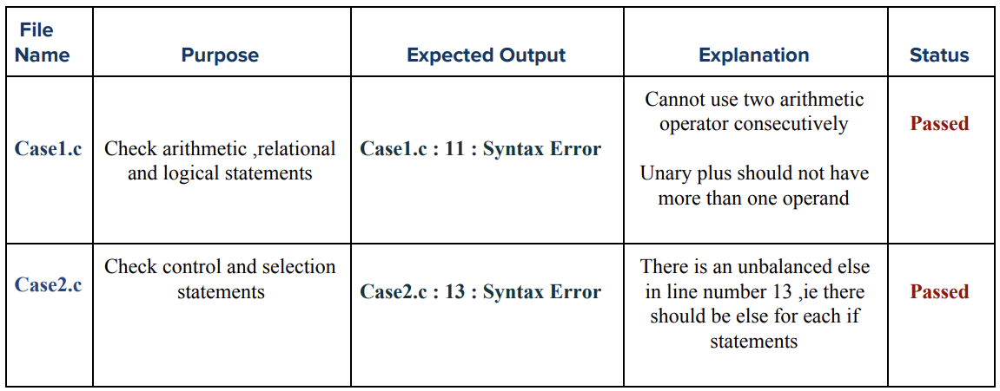 File
Name
Purpose
Expected Output
Explanation
Status
Case1.c
Check arithmetic ,relational
and logical statements
Case1.c : 11 : Syntax Error
Cannot use two arithmetic
operator consecutively
Unary plus should not have
more than one operand
Passed
Case2.c
Check control and selection
statements
Case2.c : 13 : Syntax Error
There is an unbalanced else
in line number 13 ,ie there
should be else for each if
statements
Passed